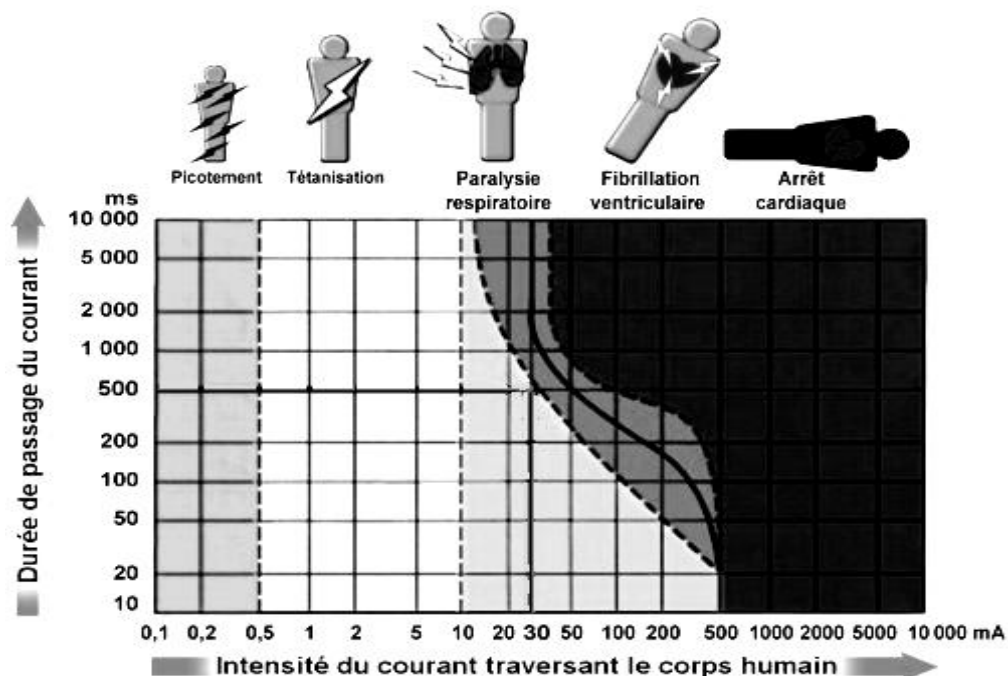 Picotement Tétanisation Paralysie respiratoire Fibrillation ventriculaire Arrêt cardiaque
ms
10 000
5 000
2 000
1 000
500
200
100
50
20
10
Durée de passage du courant
0,1 0,2 0,5 1 2 5 10 20 30 50 100 200 500 1000 2000 5000 10 000 mA
Intensité du courant traversant le corps humain